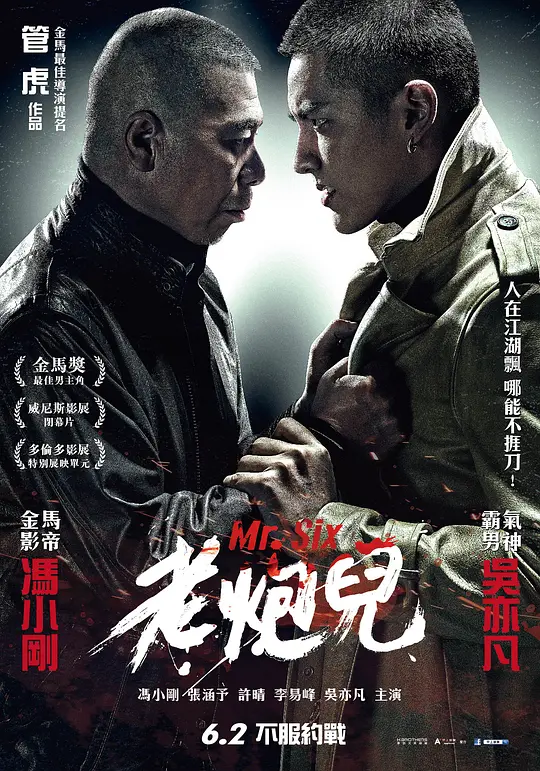 金馬最佳導演提名
管虎
作品
人在江湖飄 哪能不捱刀！
金馬獎
最佳男主角
威尼斯影展
閉幕片
多倫多影展
特別展映單元
金馬影帝
馮小剛
氣神霸男
吳亦凡
Mr. Six
老炮兒
馮小剛 張涵予 許晴 李易峰 吳亦凡 主演
6.2 不服約戰